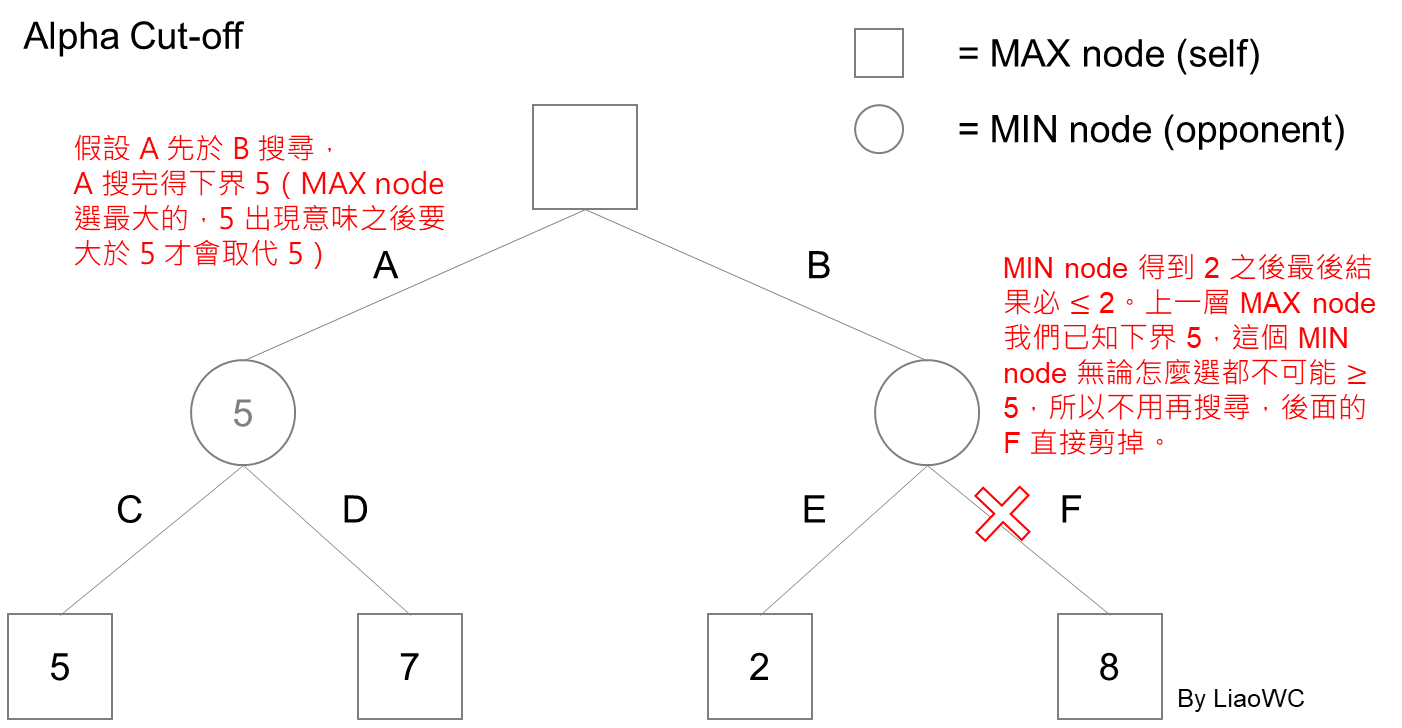 Alpha Cut-off
= MAX node (self)
= MIN node (opponent)
假設 A 先於 B 搜尋，
A 搜完得下界 5 ( MAX node
選最大的，5 出現意味之後要
大於 5 才會取代 5 )
A
B
MIN node 得到 2 之後最後結
果必 ≤ 2。上一層 MAX node
我們已知下界 5，這個 MIN
node 無論怎麼選都不可能 ≥
5，所以不用再搜尋，後面的
F 直接剪掉。
5
C
D
E
F
5
7
2
8
By LiaoWC